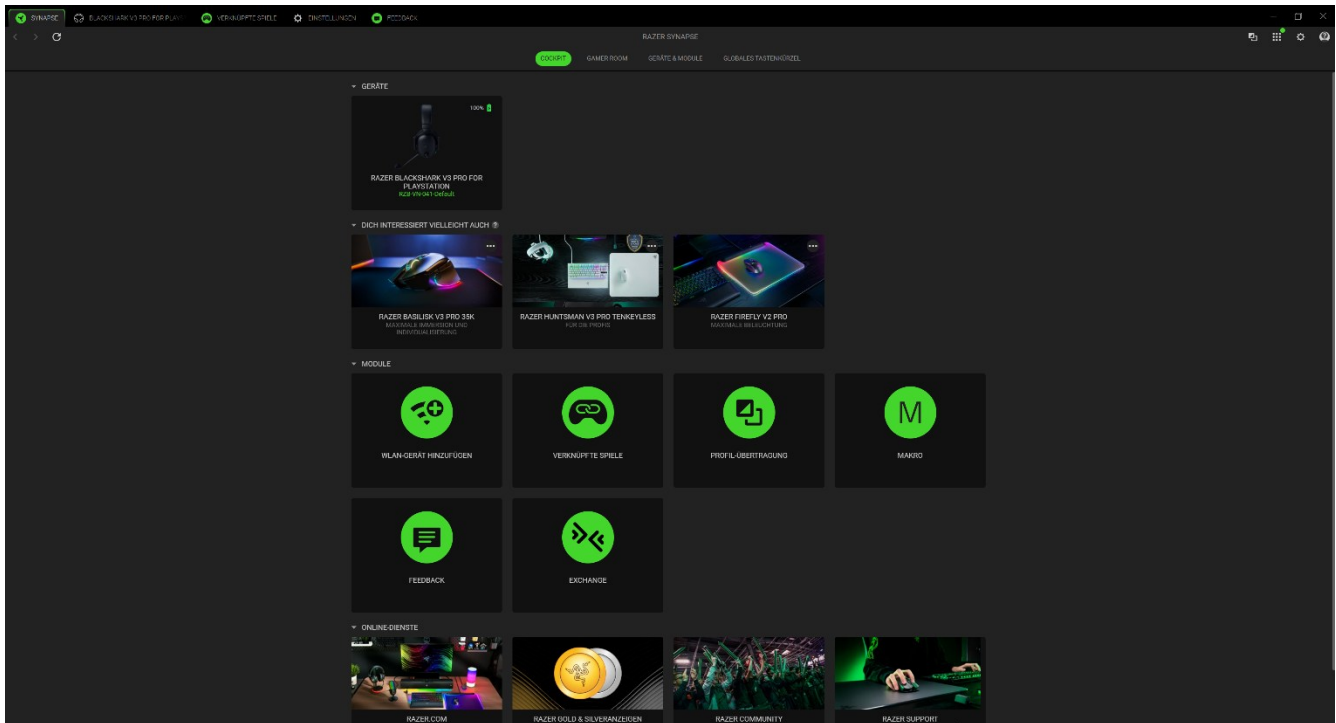 SYNAPSE
BLACKSHARK V3 PRO FOR PLAY
VERKNÜPFTE SPIELE
EINSTELLUNGEN
FEEDBACK
RAZER SYNAPSE
COCKPIT
GAMER ROOM
GERÄTE & MODULE
GLOBALES TASTENKÜRZEL
GERÄTE
100%
RAZER BLACKSHARK V3 PRO FOR
PLAYSTATION
DICH INTERESSIERT VIELLEICHT AUCH
RAZER BASILISK V3 PRO 35K
MAXIMALE IMMERSION UND
INDIVIDUALISIERUNG
RAZER HUNTSMAN V3 PRO TENKEYLESS
FÜR DIE PROFIS
RAZER FIREFLY V2 PRO
MAXIMALE BELEUCHTUNG
MODULE
WLAN-GERÄT HINZUFÜGEN
VERKNÜPFTE SPIELE
PROFIL-ÜBERTRAGUNG
M
MAKRO
FEEDBACK
EXCHANGE
ONLINE-DIENSTE
RAZER.COM
RAZER GOLD & SILVERANZEIGEN
RAZER COMMUNITY
RAZER SUPPORT